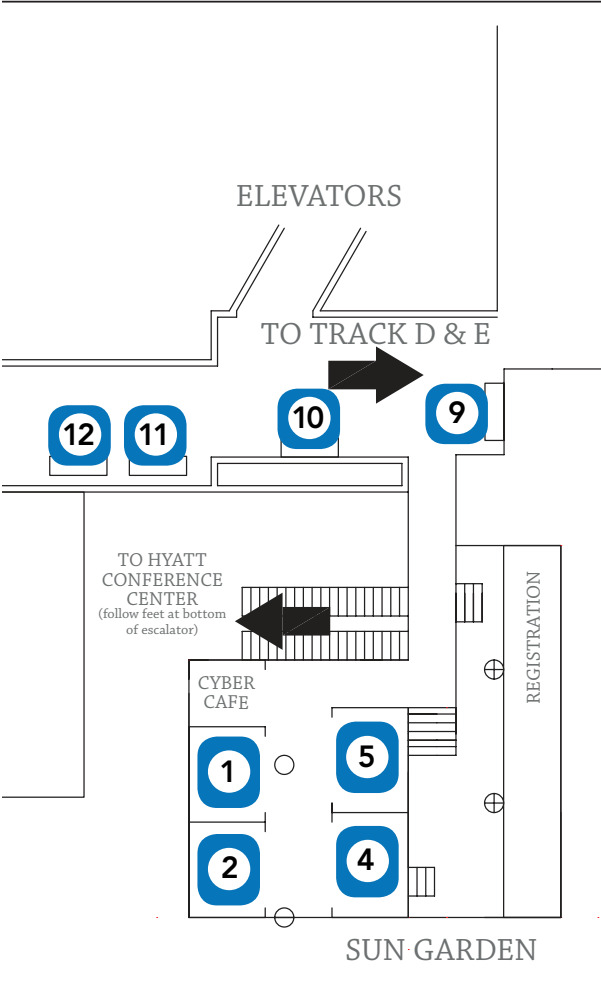 ELEVATORS
TO TRACK D & E
10
9
12
11
TO HYATT
CONFERENCE
CENTER
(follow feet at bottom
of escalator)
REGISTRATION
CYBER
CAFE
1
5
2
4
SUN GARDEN